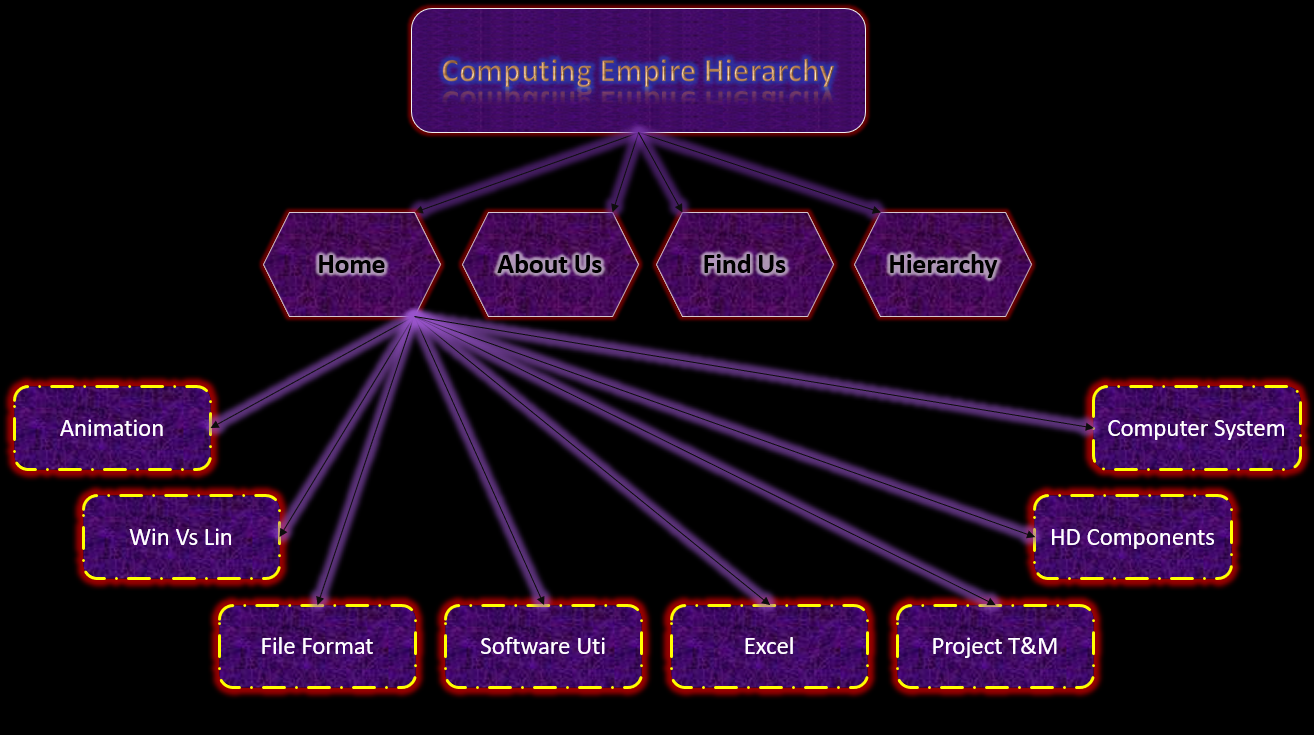 Computing Empire Hierarchy
Home
About Us
Find Us
Hierarchy
Animation
Computer System
Win Vs Lin
HD Components
File Format
Software Uti
Excel
Project T&M